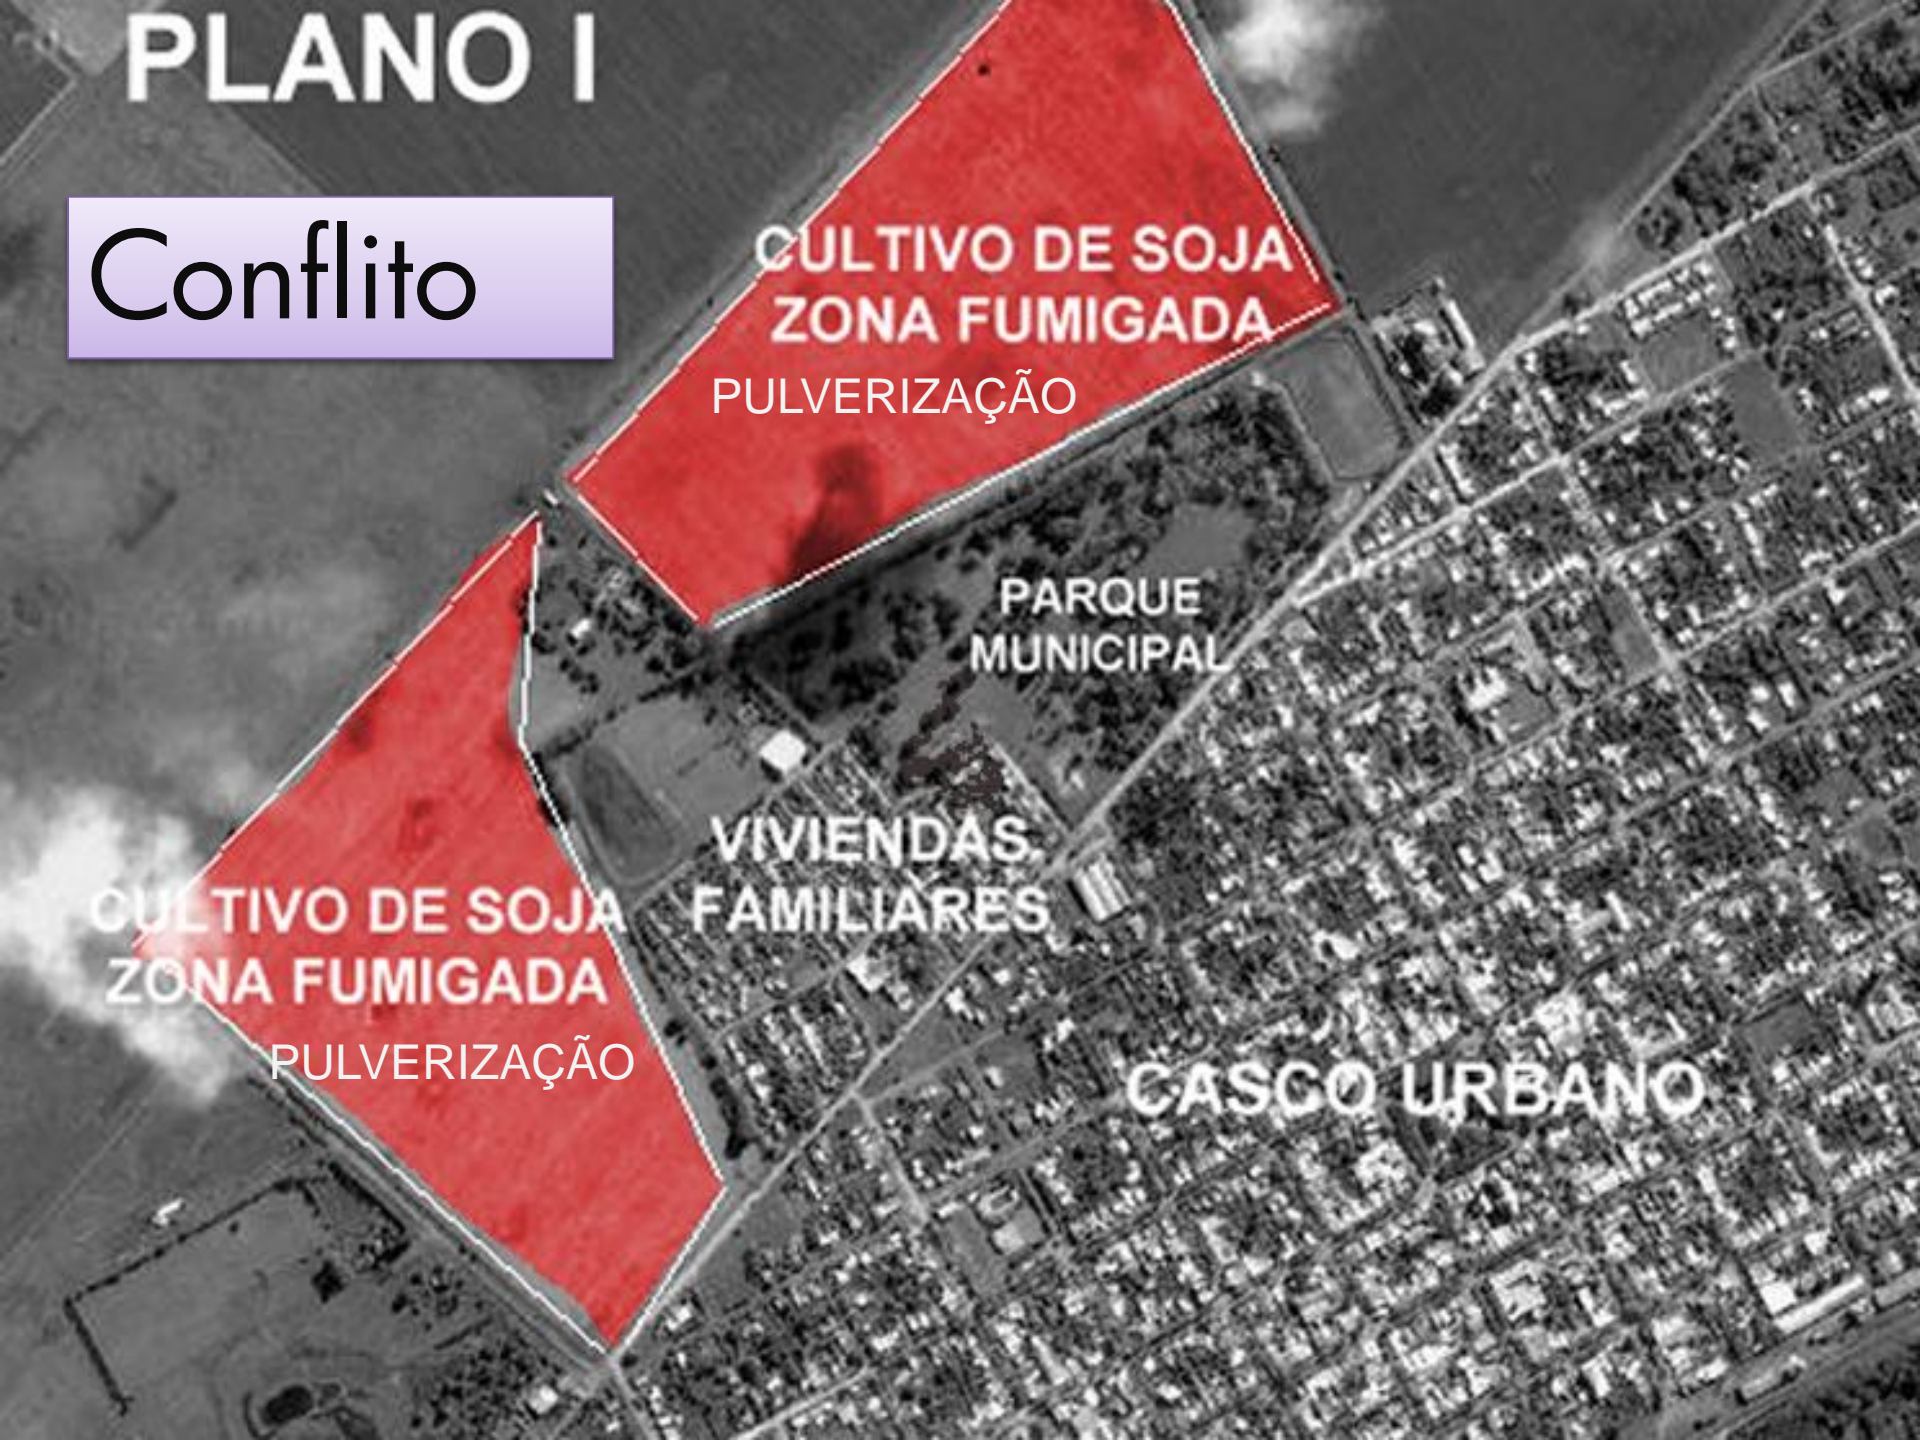 PLANO I
Conflito
CULTIVO DE SOJA
ZONA FUMIGADA
PULVERIZAÇÃO
PARQUE
MUNICIPAL
VIVIENDAS
FAMILIARES
CULTIVO DE SOJA
ZONA FUMIGADA
PULVERIZAÇÃO
CASCO URBANO